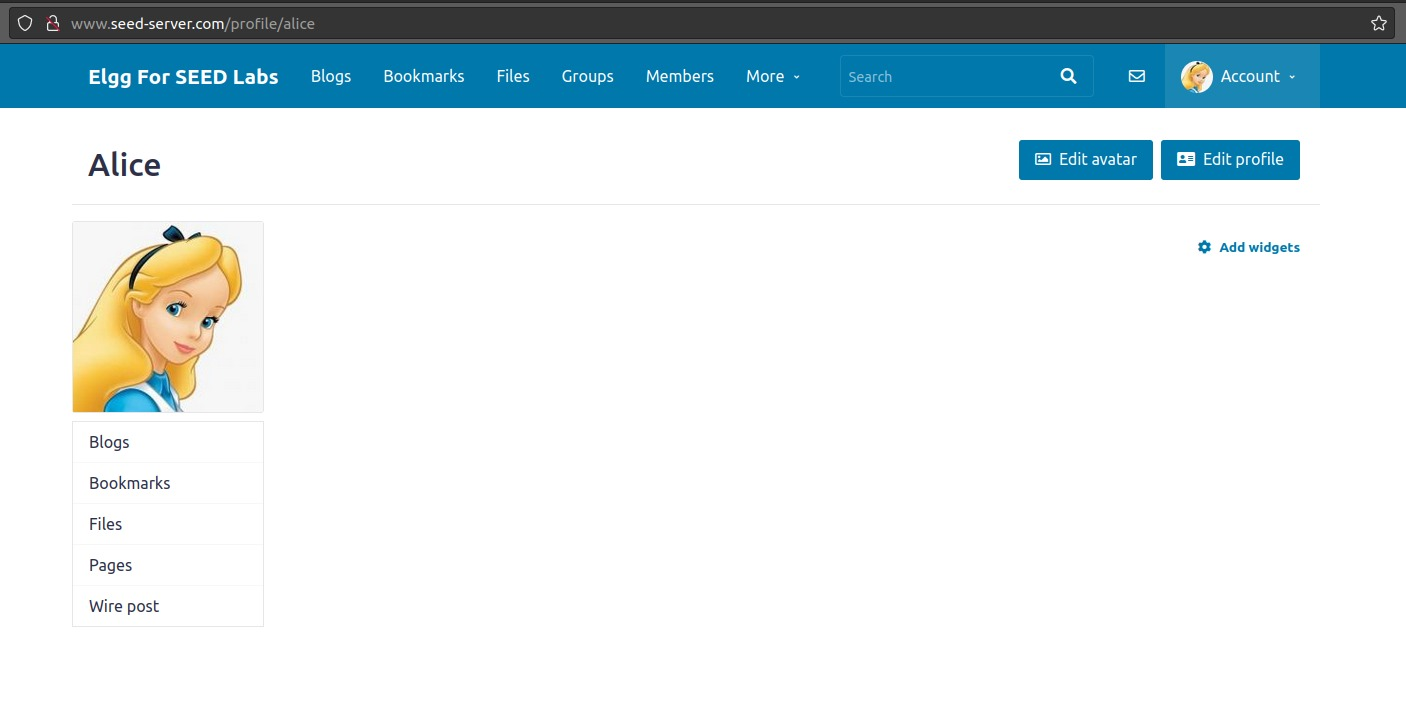 www.seed-server.com/profile/alice
Elgg For SEED Labs Blogs Bookmarks Files Groups Members More Search Account
Alice
Edit avatar Edit profile
Add widgets
Blogs
Bookmarks
Files
Pages
Wire post